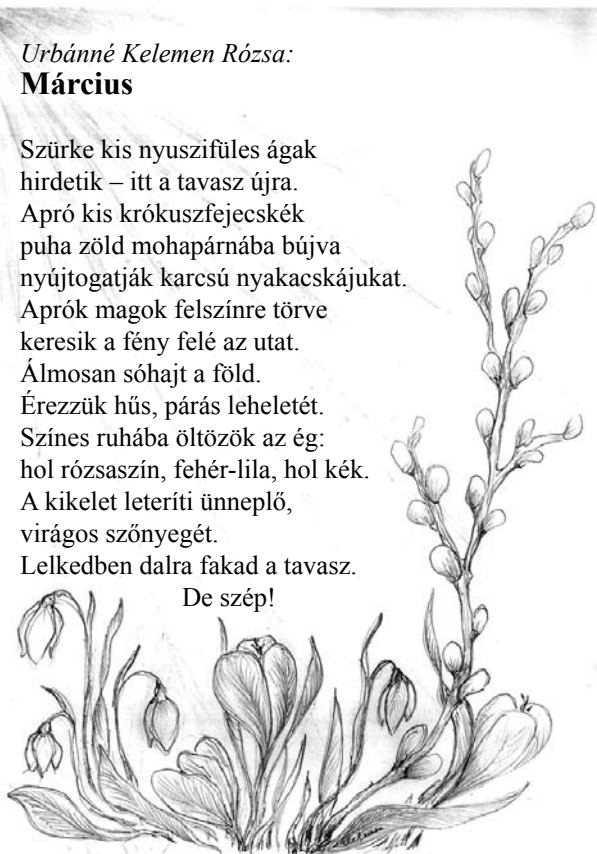 Urbánné Kelemen Rózsa:
Március
Szürke kis nyuszifüles ágak
hirdetik – itt a tavasz újra.
Apró kis krókuszfejecskék
puha zöld mohapárnába bújva
nyújtogatják karcsú nyakacskájukat.
Aprók magok felszínre törve
keresik a fény felé az utat.
Álmosan sóhajt a föld.
Érezzük hűs, párás leheletét.
Színes ruhába öltözök az ég:
hol rózsaszín, fehér-lila, hol kék.
A kikelet leteríti ünneplő,
virágos szőnyegét.
Lelkedben dalra fakad a tavasz.
De szép!